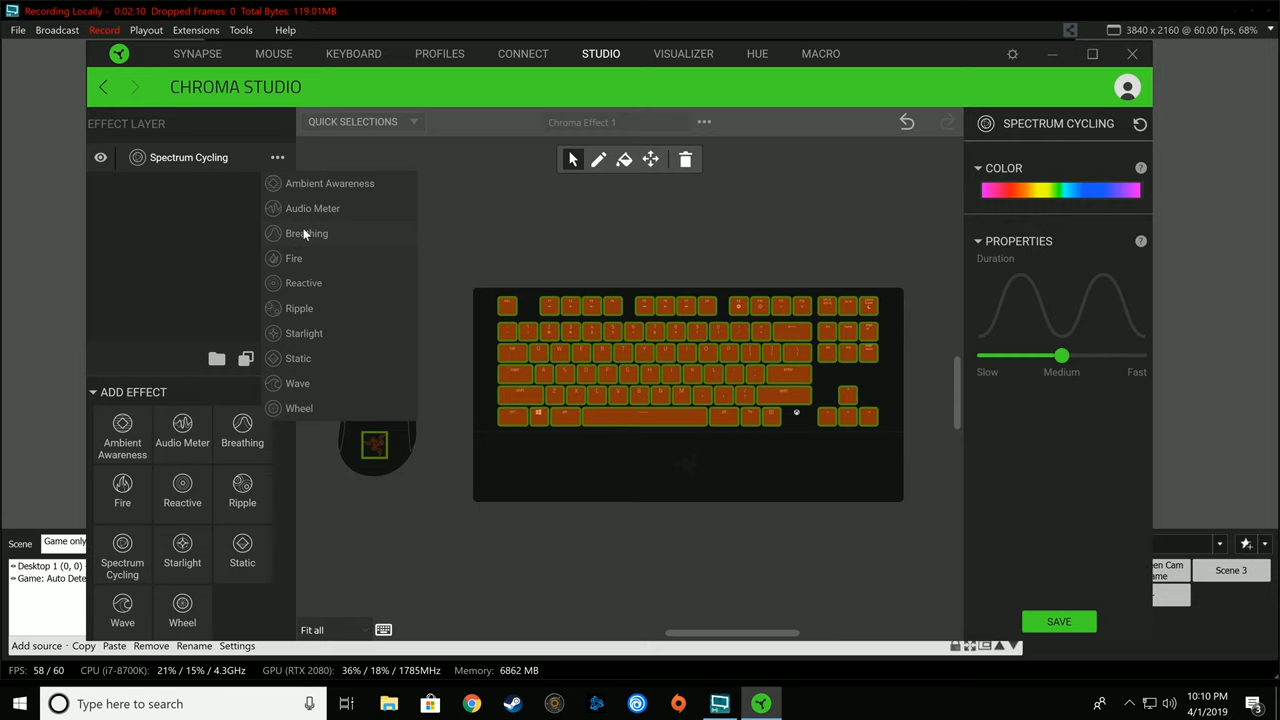 Recording Locally - 0:02:10 Dropped Frames: 0 Total Bytes: 119.01MB
File Broadcast Record Playout Extensions Tools Help
3840 x 2160 @ 60.00 fps, 68%
SYNAPSE MOUSE KEYBOARD PROFILES CONNECT STUDIO VISUALIZER HUE MACRO
CHROMA STUDIO
EFFECT LAYER
QUICK SELECTIONS
Chroma Effect 1
SPECTRUM CYCLING
Spectrum Cycling
COLOR
Ambient Awareness
Audio Meter
Breathing
Fire
Reactive
Ripple
Starlight
Static
Wave
Wheel
PROPERTIES
Duration
Slow Medium Fast
ADD EFFECT
Ambient Awareness
Audio Meter
Breathing
Fire
Reactive
Ripple
Spectrum Cycling
Starlight
Static
Wave
Wheel
Fit all
SAVE
Scene Game only
Desktop 1 (0, 0)
Game: Auto Dete
Scene 3
Add source Copy Paste Remove Rename Settings
FPS: 58 / 60 CPU (i7-8700K): 21% / 15% / 4.3GHz GPU (RTX 2080): 36% / 18% / 1785MHz Memory: 6862 MB
Type here to search
10:10 PM
4/1/2019